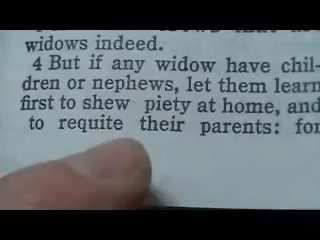 widows indeed.
4 But if any widow have chil-
dren or nephews, let them learn
first to shew piety at home, and
to requite their parents: for